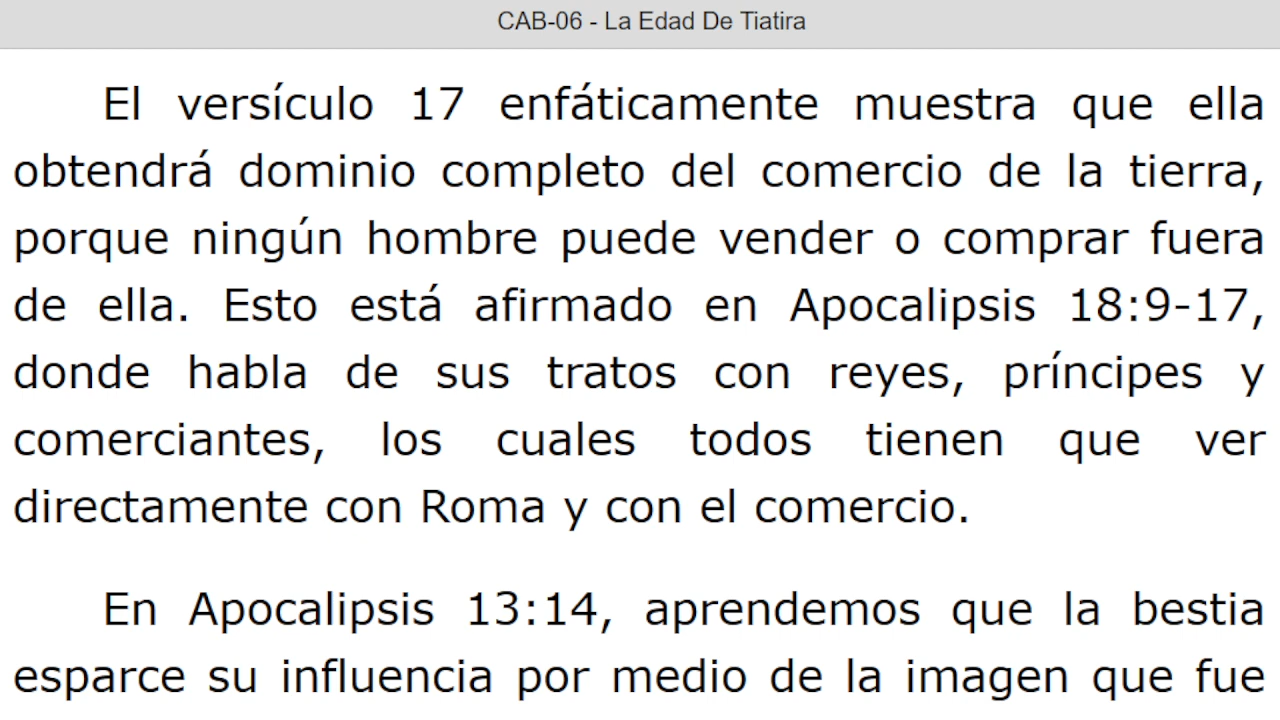 CAB-06 - La Edad De Tiatira
El versículo 17 enfáticamente muestra que ella
obtendrá dominio completo del comercio de la tierra,
porque ningún hombre puede vender o comprar fuera
de ella. Esto está afirmado en Apocalipsis 18:9-17,
donde habla de sus tratos con reyes, príncipes y
comerciantes, los cuales todos tienen que ver
directamente con Roma y con el comercio.
En Apocalipsis 13:14, aprendemos que la bestia
esparce su influencia por medio de la imagen que fue